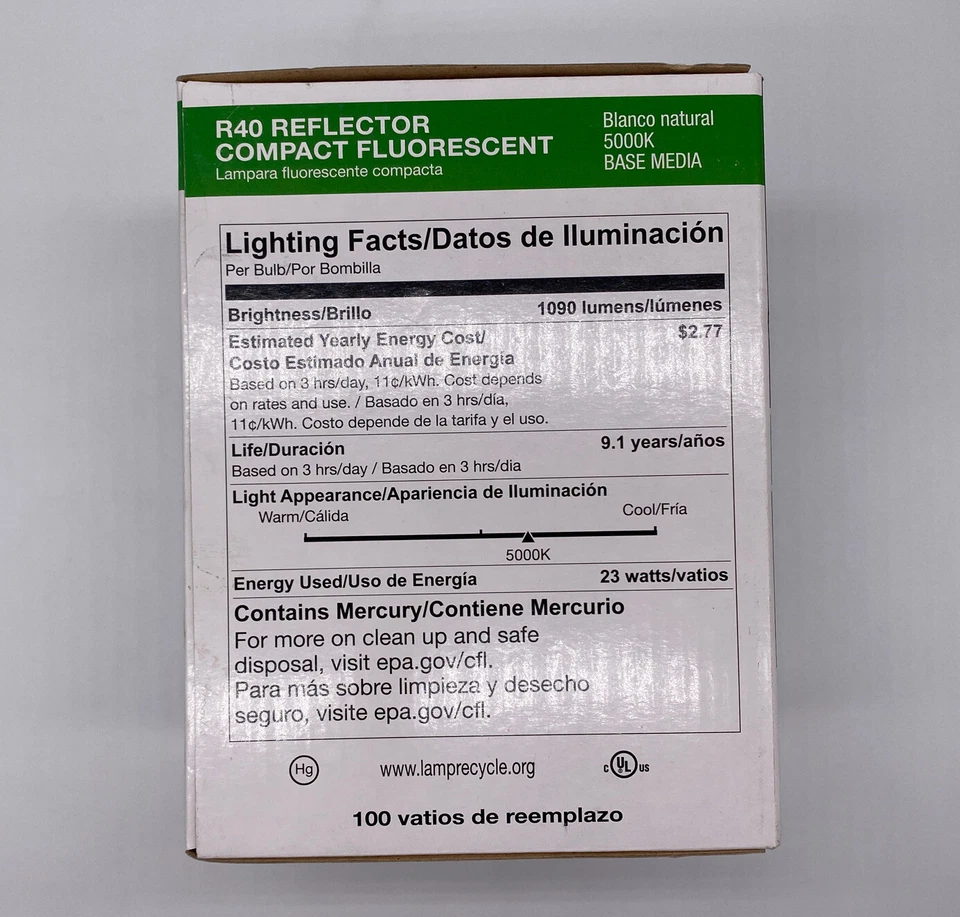 R40 REFLECTOR
COMPACT FLUORESCENT
Lampara fluorescente compacta
Blanco natural
5000K
BASE MEDIA
Lighting Facts/Datos de Iluminación
Per Bulb/Por Bombilla
Brightness/Brillo 1090 lumens/lúmenes
Estimated Yearly Energy Cost/ $2.77
Costo Estimado Anual de Energia
Based on 3 hrs/day, 11¢/kWh. Cost depends
on rates and use. / Basado en 3 hrs/día,
11¢/kWh. Costo depende de la tarifa y el uso.
Life/Duración 9.1 years/años
Based on 3 hrs/day / Basado en 3 hrs/dia
Light Appearance/Apariencia de Iluminación
Warm/Cálida Cool/Fría
5000K
Energy Used/Uso de Energía 23 watts/vatios
Contains Mercury/Contiene Mercurio
For more on clean up and safe
disposal, visit epa.gov/cfl.
Para más sobre limpieza y desecho
seguro, visite epa.gov/cfl.
Hg www.lamprecycle.org c UL us
100 vatios de reemplazo